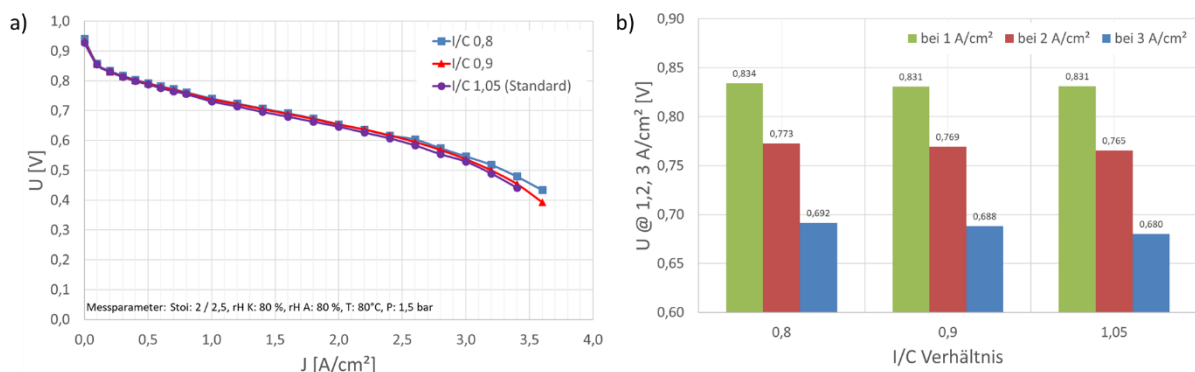 a)
U [V]
1,0
0,9
0,8
0,7
0,6
0,5
0,4
0,3
0,2
0,1
0,0
I/C 0,8
I/C 0,9
I/C 1,05 (Standard)
Messparameter: Stoi: 2 / 2,5, rH K: 80 %, rH A: 80 %, T: 80°C, P: 1,5 bar
0,0 0,5 1,0 1,5 2,0 2,5 3,0 3,5 4,0
J [A/cm²]
b)
U @ 1,2, 3 A/cm² [V]
0,90
0,85
0,80
0,75
0,70
0,65
0,60
bei 1 A/cm² bei 2 A/cm² bei 3 A/cm²
0,834 0,831 0,831
0,773 0,769 0,765
0,692 0,688 0,680
0,8 0,9 1,05
I/C Verhältnis